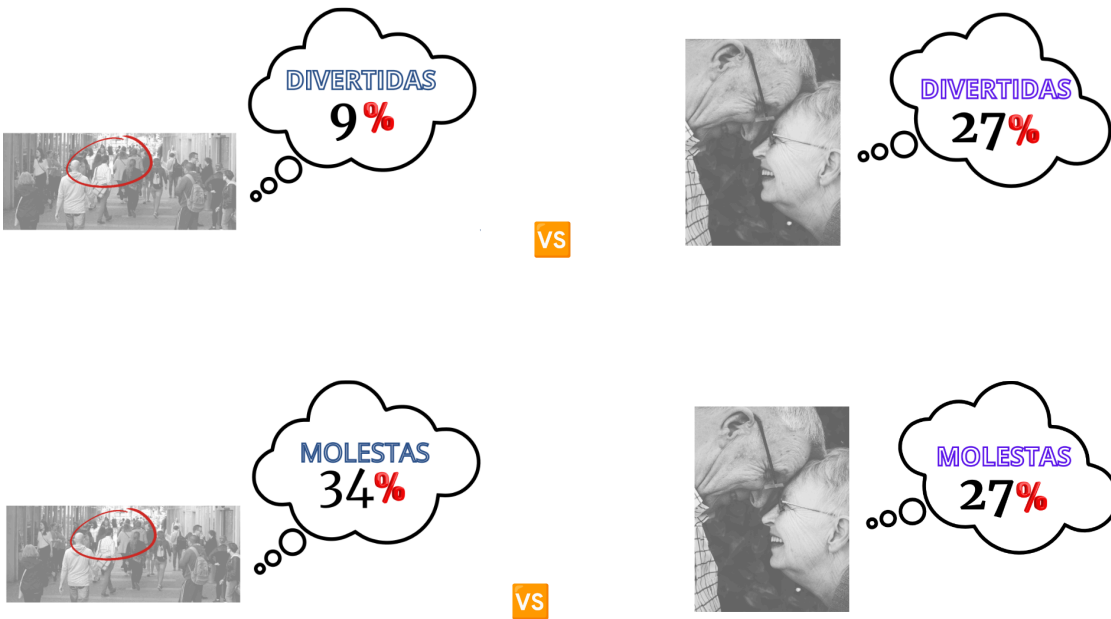 DIVERTIDAS
9%
DIVERTIDAS
27%
VS
MOLESTAS
34%
MOLESTAS
27%
VS